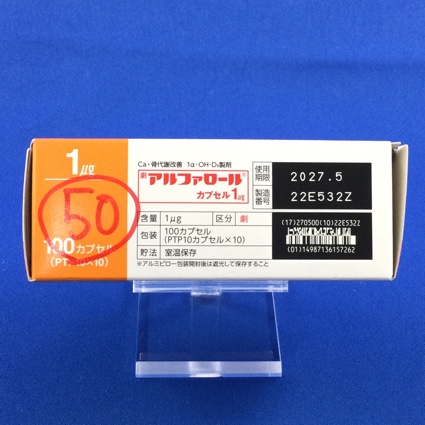 1μg
50
100カプセル
(PTP10×10)
Ca・骨代謝改善 1α-OH-D₃製剤
劇 アルファロール®
カプセル1μg
含量 1μg 区分 劇
包装 100カプセル
(PTP10カプセル×10)
貯法 室温保存
※アルミピロー包装開封後は遮光して保存すること
使用
期限 2027.5
製造
番号 22E532Z
(17)270500(10)22E532Z
(01)14987136157262